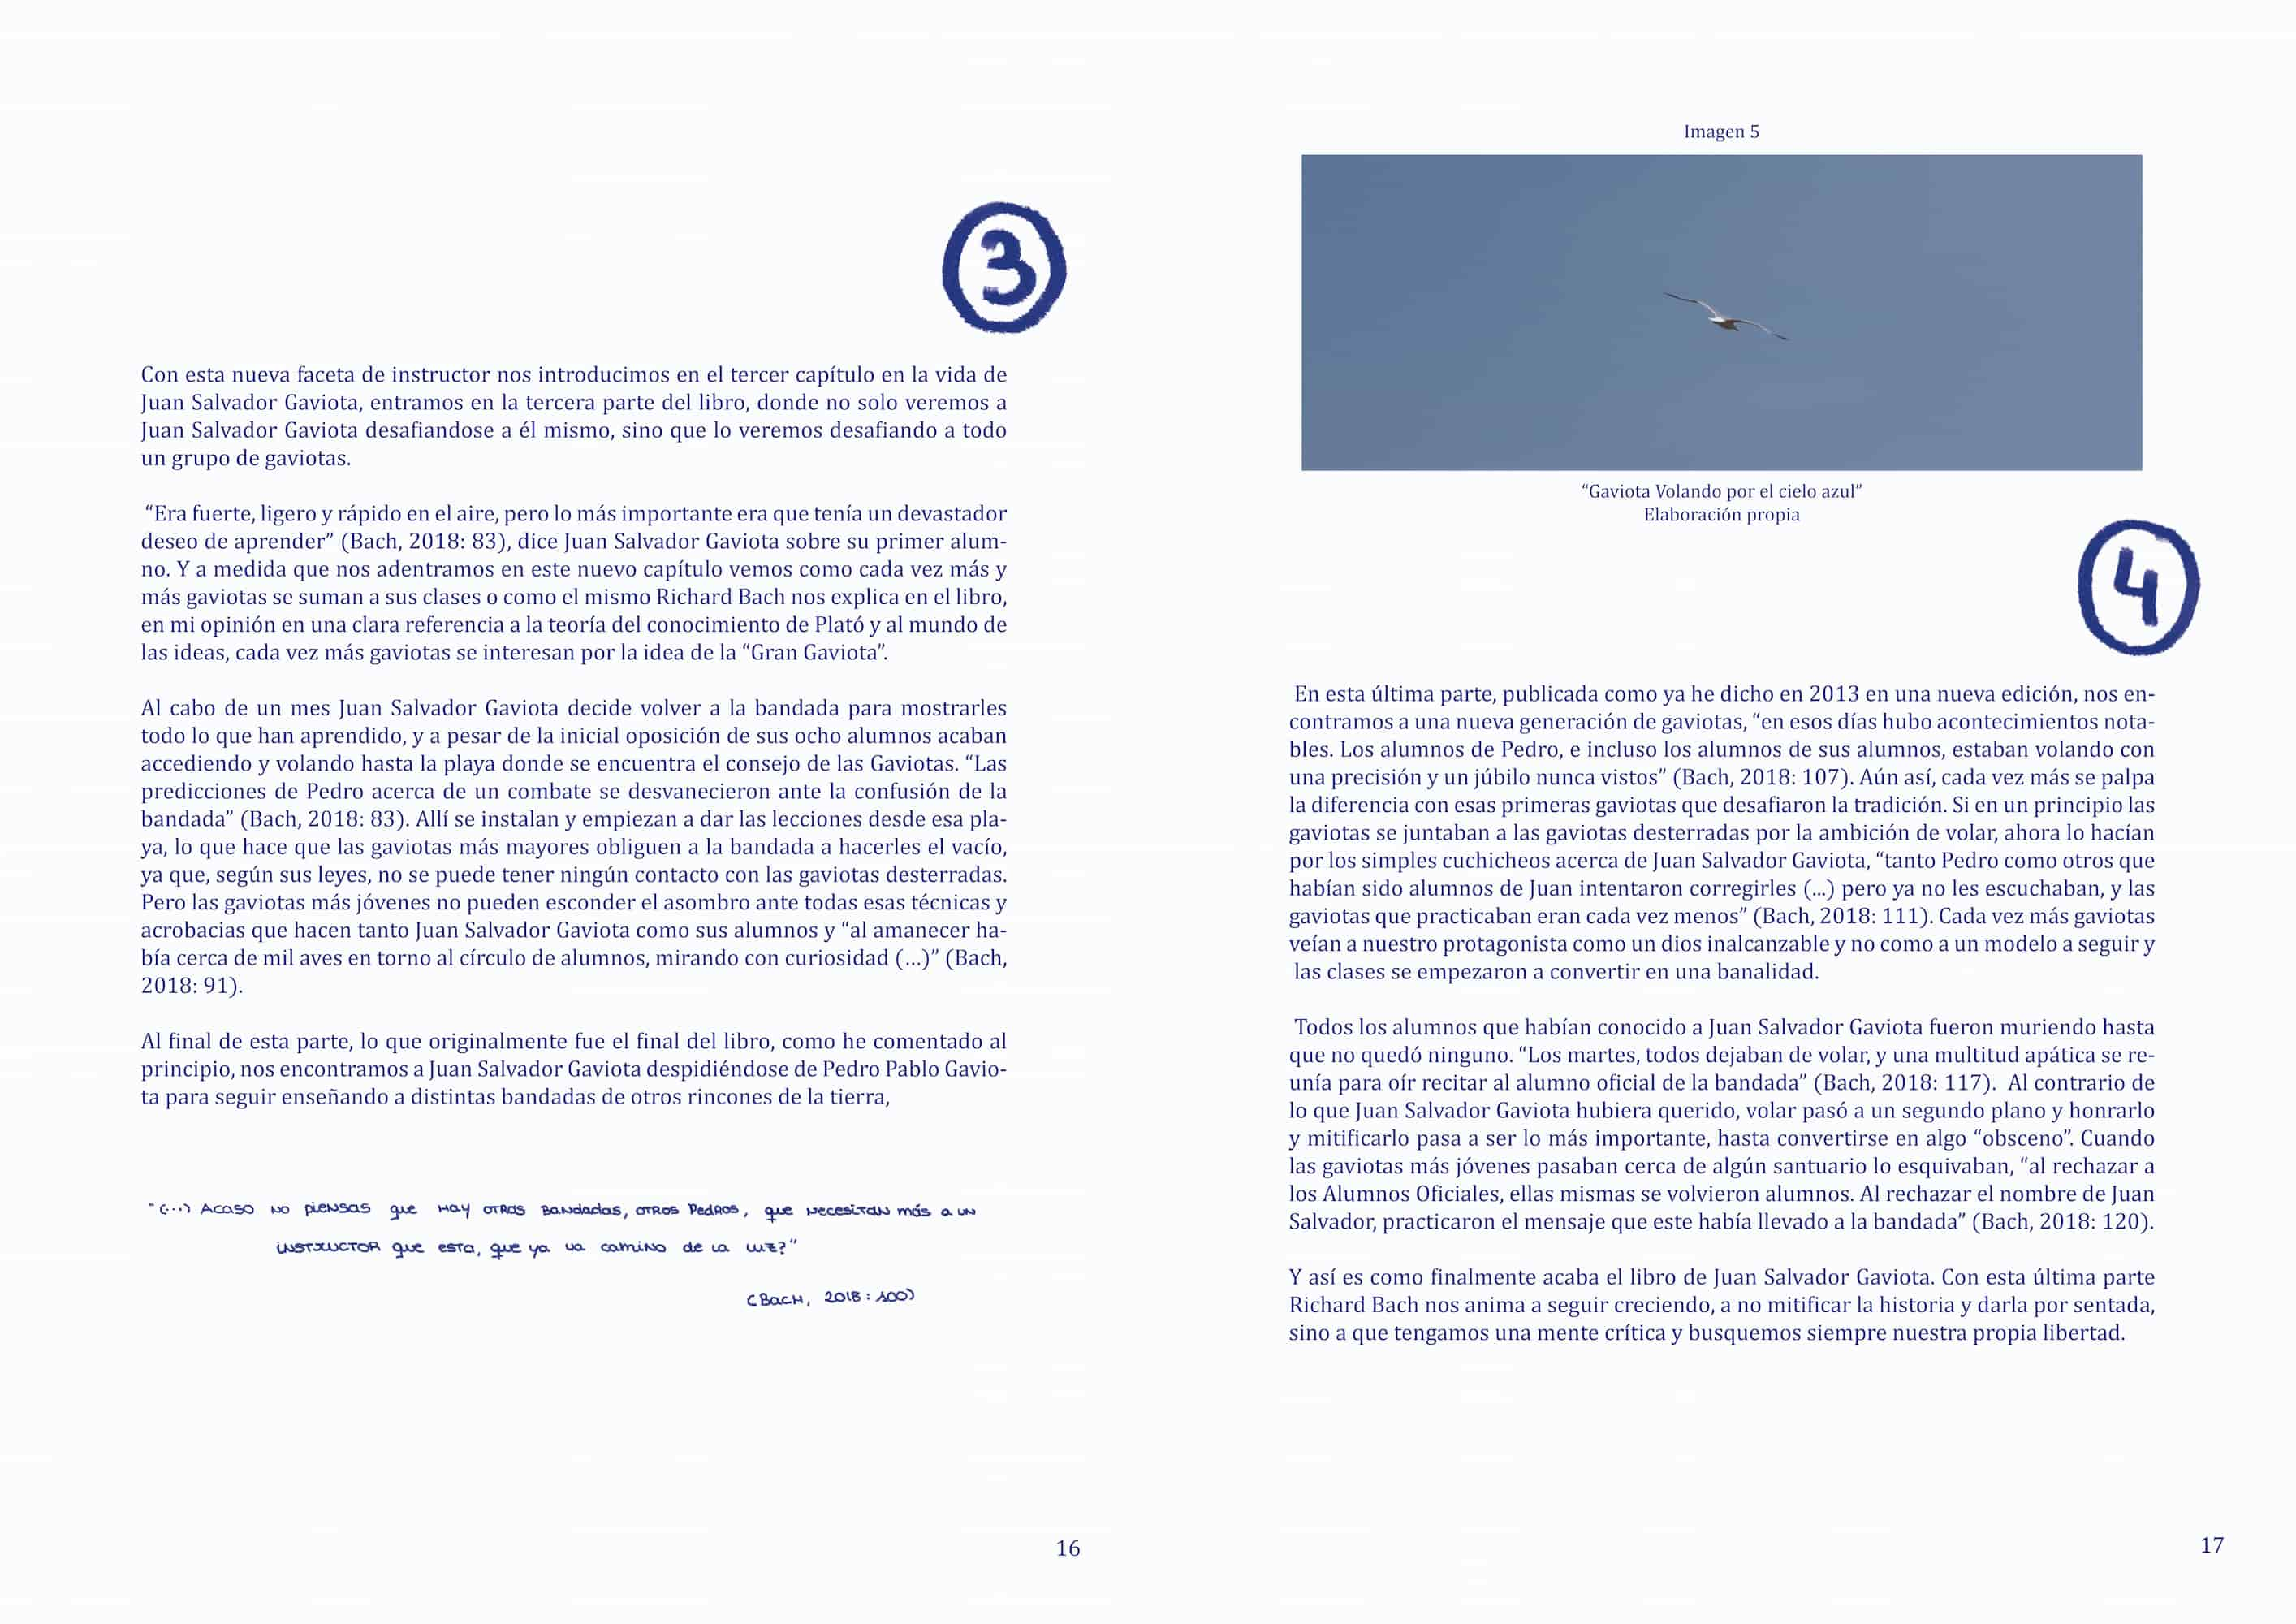 3
Con esta nueva faceta de instructor nos introducimos en el tercer capítulo en la vida de
Juan Salvador Gaviota, entramos en la tercera parte del libro, donde no solo veremos a
Juan Salvador Gaviota desafiandose a él mismo, sino que lo veremos desafiando a todo
un grupo de gaviotas.
“Era fuerte, ligero y rápido en el aire, pero lo más importante era que tenía un devastador
deseo de aprender” (Bach, 2018: 83), dice Juan Salvador Gaviota sobre su primer alum-
no. Y a medida que nos adentramos en este nuevo capítulo vemos como cada vez más y
más gaviotas se suman a sus clases o como el mismo Richard Bach nos explica en el libro,
en mi opinión en una clara referencia a la teoría del conocimiento de Plató y al mundo de
las ideas, cada vez más gaviotas se interesan por la idea de la “Gran Gaviota”.
Al cabo de un mes Juan Salvador Gaviota decide volver a la bandada para mostrarles
todo lo que han aprendido, y a pesar de la inicial oposición de sus ocho alumnos acaban
accediendo y volando hasta la playa donde se encuentra el consejo de las Gaviotas. “Las
predicciones de Pedro acerca de un combate se desvanecieron ante la confusión de la
bandada” (Bach, 2018: 83). Allí se instalan y empiezan a dar las lecciones desde esa pla-
ya, lo que hace que las gaviotas más mayores obliguen a la bandada a hacerles el vacío,
ya que, según sus leyes, no se puede tener ningún contacto con las gaviotas desterradas.
Pero las gaviotas más jóvenes no pueden esconder el asombro ante todas esas técnicas y
acrobacias que hacen tanto Juan Salvador Gaviota como sus alumnos y “al amanecer ha-
bía cerca de mil aves en torno al círculo de alumnos, mirando con curiosidad (…)” (Bach,
2018: 91).
Al final de esta parte, lo que originalmente fue el final del libro, como he comentado al
principio, nos encontramos a Juan Salvador Gaviota despidiéndose de Pedro Pablo Gavio-
ta para seguir enseñando a distintas bandadas de otros rincones de la tierra,
"(...) Acaso no piensas que hay otras bandadas, otros Pedros, que necesitan más a un
instructor que esta, que ya va camino de la luz?"
(Bach, 2018: 100)
16
Imagen 5
“Gaviota Volando por el cielo azul”
Elaboración propia
4
En esta última parte, publicada como ya he dicho en 2013 en una nueva edición, nos en-
contramos a una nueva generación de gaviotas, “en esos días hubo acontecimientos nota-
bles. Los alumnos de Pedro, e incluso los alumnos de sus alumnos, estaban volando con
una precisión y un júbilo nunca vistos” (Bach, 2018: 107). Aún así, cada vez más se palpa
la diferencia con esas primeras gaviotas que desafiaron la tradición. Si en un principio las
gaviotas se juntaban a las gaviotas desterradas por la ambición de volar, ahora lo hacían
por los simples cuchicheos acerca de Juan Salvador Gaviota, “tanto Pedro como otros que
habían sido alumnos de Juan intentaron corregirles (...) pero ya no les escuchaban, y las
gaviotas que practicaban eran cada vez menos” (Bach, 2018: 111). Cada vez más gaviotas
veían a nuestro protagonista como un dios inalcanzable y no como a un modelo a seguir y
las clases se empezaron a convertir en una banalidad.
Todos los alumnos que habían conocido a Juan Salvador Gaviota fueron muriendo hasta
que no quedó ninguno. “Los martes, todos dejaban de volar, y una multitud apática se re-
unía para oír recitar al alumno oficial de la bandada” (Bach, 2018: 117). Al contrario de
lo que Juan Salvador Gaviota hubiera querido, volar pasó a un segundo plano y honrarlo
y mitificarlo pasa a ser lo más importante, hasta convertirse en algo “obsceno”. Cuando
las gaviotas más jóvenes pasaban cerca de algún santuario lo esquivaban, “al rechazar a
los Alumnos Oficiales, ellas mismas se volvieron alumnos. Al rechazar el nombre de Juan
Salvador, practicaron el mensaje que este había llevado a la bandada” (Bach, 2018: 120).
Y así es como finalmente acaba el libro de Juan Salvador Gaviota. Con esta última parte
Richard Bach nos anima a seguir creciendo, a no mitificar la historia y darla por sentada,
sino a que tengamos una mente crítica y busquemos siempre nuestra propia libertad.
17